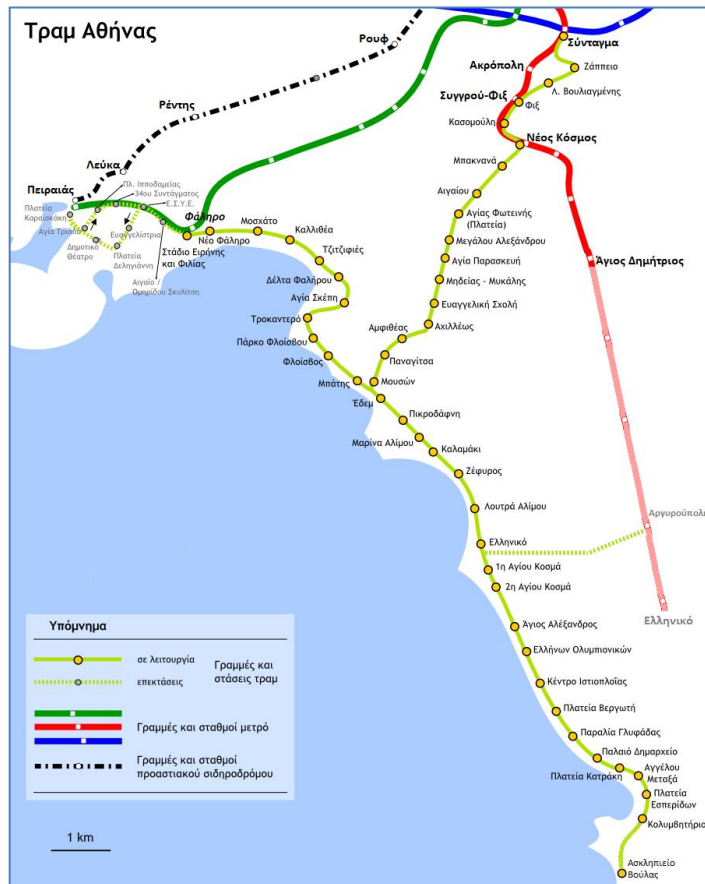 Τραμ Αθήνας
Ρουφ
Σύνταγμα
Ζάππειο
Ακρόπολη
Λ. Βουλιαγμένης
Συγγρού-Φιξ
Φιξ
Ρέντης
Κασομούλη
Νέος Κόσμος
Μπακνανά
Λεύκα
Πλ. Ιπποδαμείας
34ου Συντάγματος
Ε.Σ.Υ.Ε.
Πειραιάς
Αιγαίου
Πλατεία
Καραϊσκάκη
Φάληρο
Αγίας Φωτεινής
(Πλατεία)
Αγία Τριάδα
Ευαγγελίστρια
Μοσχάτο
Νέο Φάληρο
Καλλιθέα
Μεγάλου Αλεξάνδρου
Δημοτικό
Θέατρο
Πλατεία
Δεληγιάννη
Στάδιο Ειρήνης
και Φιλίας
Τζιτζιφιές
Αγία Παρασκευή
Άγιος Δημήτριος
Αιγαίο /
Ομηρίδου Σκυλίτση
Δέλτα Φαλήρου
Μηδείας - Μυκάλης
Αγία Σκέπη
Ευαγγελική Σχολή
Τροκαντερό
Αμφιθέας
Αχιλλέως
Πάρκο Φλοίσβου
Φλοίσβος
Παναγίτσα
Μπάτης
Μουσών
Έδεμ
Πικροδάφνη
Μαρίνα Αλίμου
Καλαμάκι
Ζέφυρος
Λουτρά Αλίμου
Αργυρούπολη
Ελληνικό
1η Αγίου Κοσμά
2η Αγίου Κοσμά
Ελληνικό
Άγιος Αλέξανδρος
Ελλήνων Ολυμπιονικών
Κέντρο Ιστιοπλοΐας
Πλατεία Βεργωτή
Παραλία Γλυφάδας
Παλαιό Δημαρχείο
Πλατεία Κατράκη
Αγγέλου
Μεταξά
Πλατεία
Εσπερίδων
Κολυμβητήριο
Ασκληπιείο
Βούλας
Υπόμνημα
σε λειτουργία
επεκτάσεις
Γραμμές και
στάσεις τραμ
Γραμμές και σταθμοί μετρό
Γραμμές και σταθμοί
προαστιακού σιδηροδρόμου
1 km